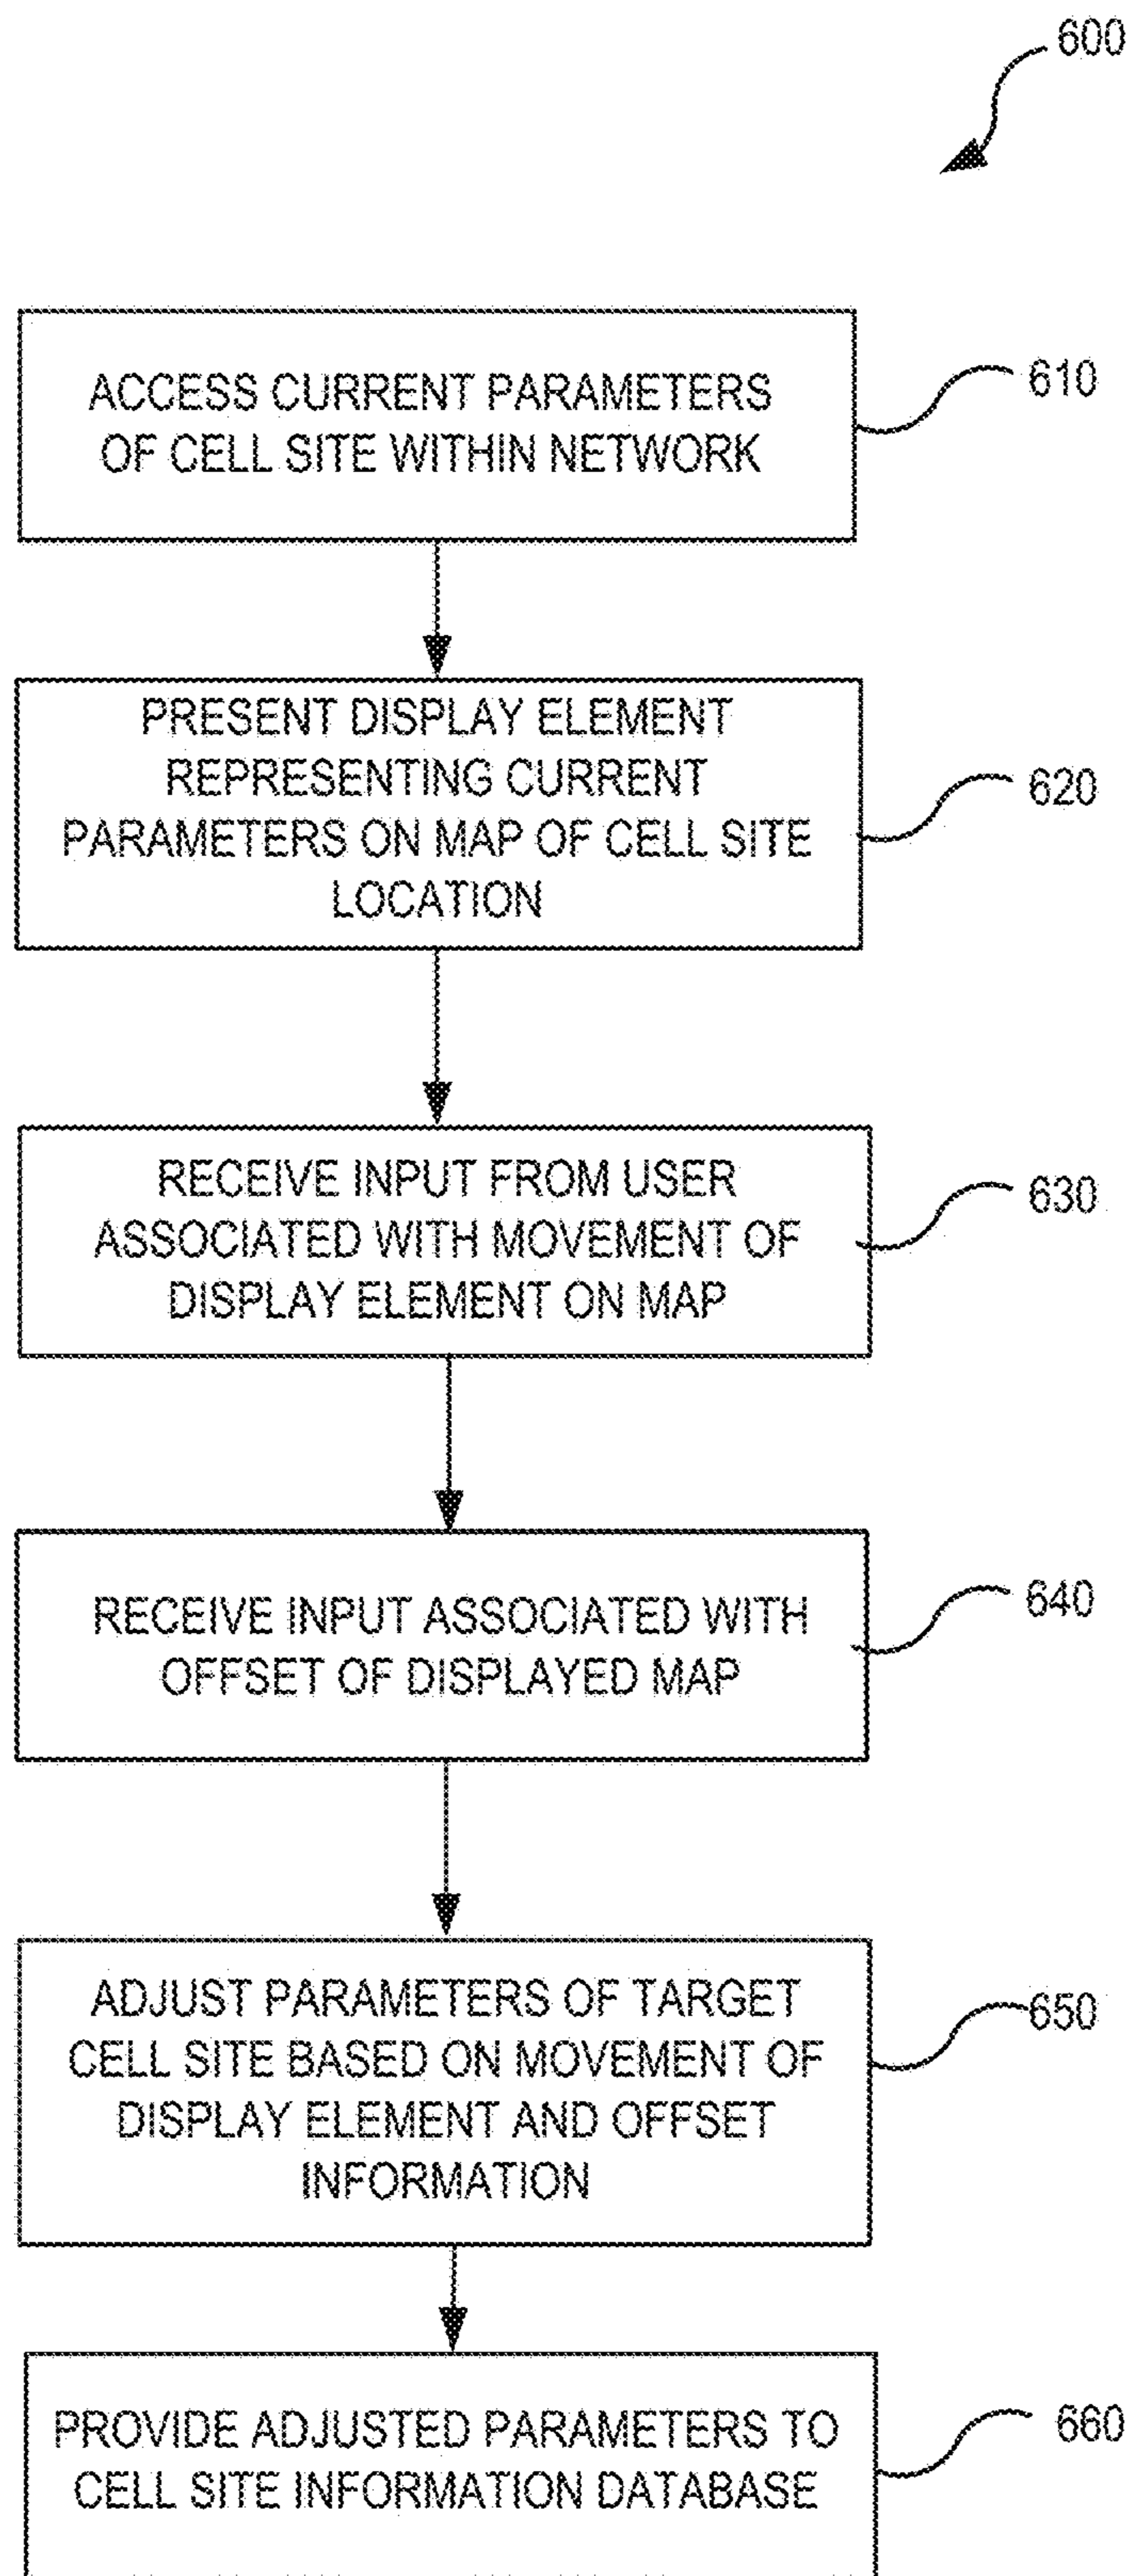 600
ACCESS CURRENT PARAMETERS
OF CELL SITE WITHIN NETWORK
610
PRESENT DISPLAY ELEMENT
REPRESENTING CURRENT
PARAMETERS ON MAP OF CELL SITE
LOCATION
620
RECEIVE INPUT FROM USER
ASSOCIATED WITH MOVEMENT OF
DISPLAY ELEMENT ON MAP
630
RECEIVE INPUT ASSOCIATED WITH
OFFSET OF DISPLAYED MAP
640
ADJUST PARAMETERS OF TARGET
CELL SITE BASED ON MOVEMENT OF
DISPLAY ELEMENT AND OFFSET
INFORMATION
650
PROVIDE ADJUSTED PARAMETERS TO
CELL SITE INFORMATION DATABASE
660